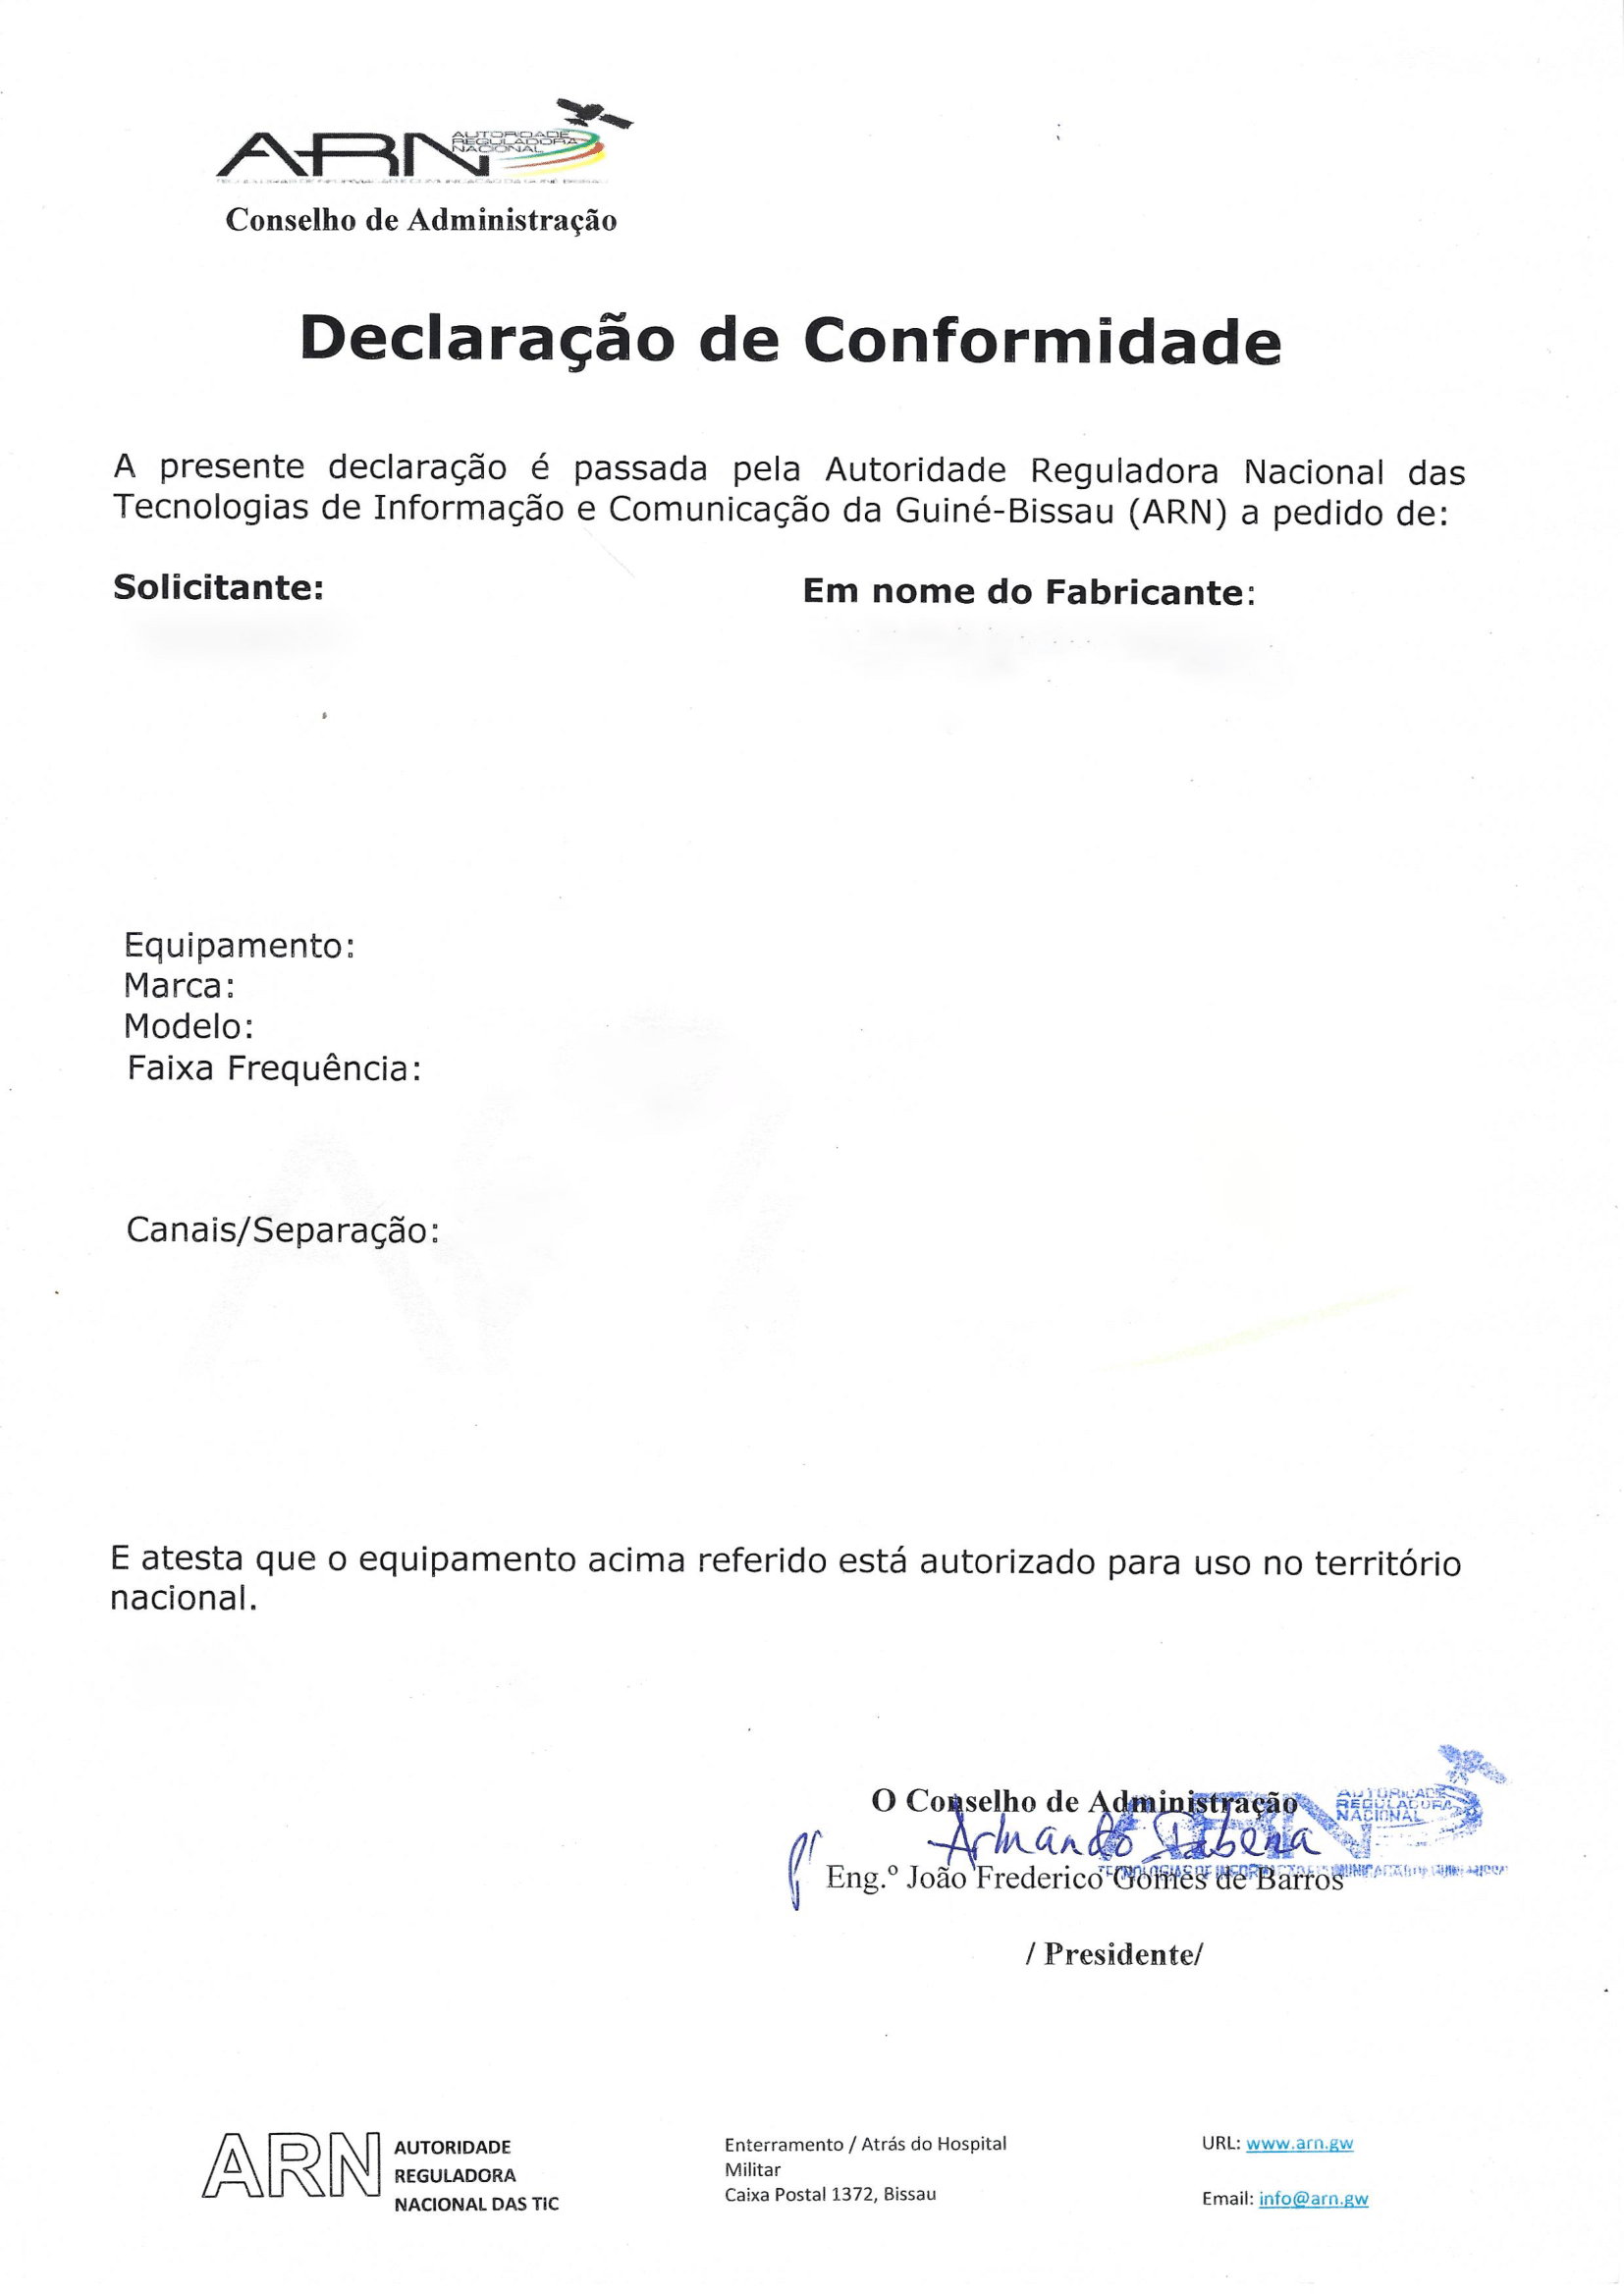 ARN AUTORIDADE
REGULADORA
NACIONAL
Conselho de Administração
Declaração de Conformidade
A presente declaração é passada pela Autoridade Reguladora Nacional das
Tecnologias de Informação e Comunicação da Guiné-Bissau (ARN) a pedido de:
Solicitante: Em nome do Fabricante:
Equipamento:
Marca:
Modelo:
Faixa Frequência:
Canais/Separação:
E atesta que o equipamento acima referido está autorizado para uso no território
nacional.
O Conselho de Administração
AUTORIDADE
REGULADORA
NACIONAL
Armando
Eng.º João Frederico Gomes de Barros
/ Presidente/
ARN
AUTORIDADE
REGULADORA
NACIONAL DAS TIC
Enterramento / Atrás do Hospital
Militar
Caixa Postal 1372, Bissau
URL: www.arn.gw
Email: info@arn.gw